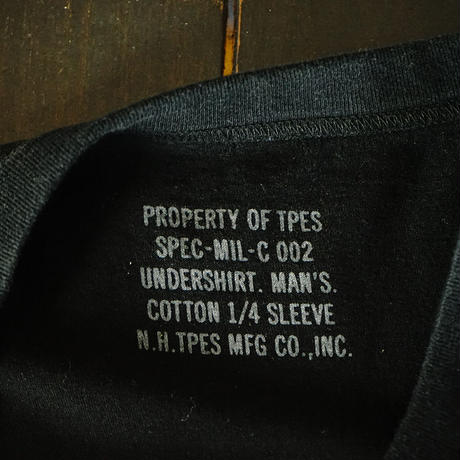 PROPERTY OF TPES
SPEC-MIL-C 002
UNDERSHIRT. MAN'S.
COTTON 1/4 SLEEVE
N.H.TPES MFG CO.,INC.